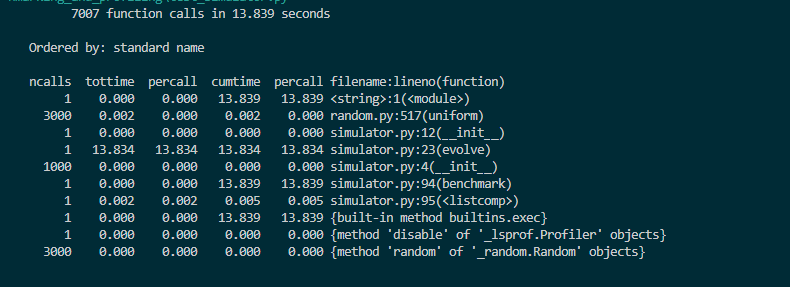 7007 function calls in 13.839 seconds
Ordered by: standard name
ncalls tottime percall cumtime percall filename:lineno(function)
1 0.000 0.000 13.839 13.839 <string>:1(<module>)
3000 0.002 0.000 0.002 0.000 random.py:517(uniform)
1 0.000 0.000 0.000 0.000 simulator.py:12(__init__)
1 13.834 13.834 13.834 13.834 simulator.py:23(evolve)
1000 0.000 0.000 0.000 0.000 simulator.py:4(__init__)
1 0.000 0.000 13.839 13.839 simulator.py:94(benchmark)
1 0.002 0.002 0.005 0.005 simulator.py:95(<listcomp>)
1 0.000 0.000 13.839 13.839 {built-in method builtins.exec}
1 0.000 0.000 0.000 0.000 {method 'disable' of '_lsprof.Profiler' objects}
3000 0.000 0.000 0.000 0.000 {method 'random' of '_random.Random' objects}